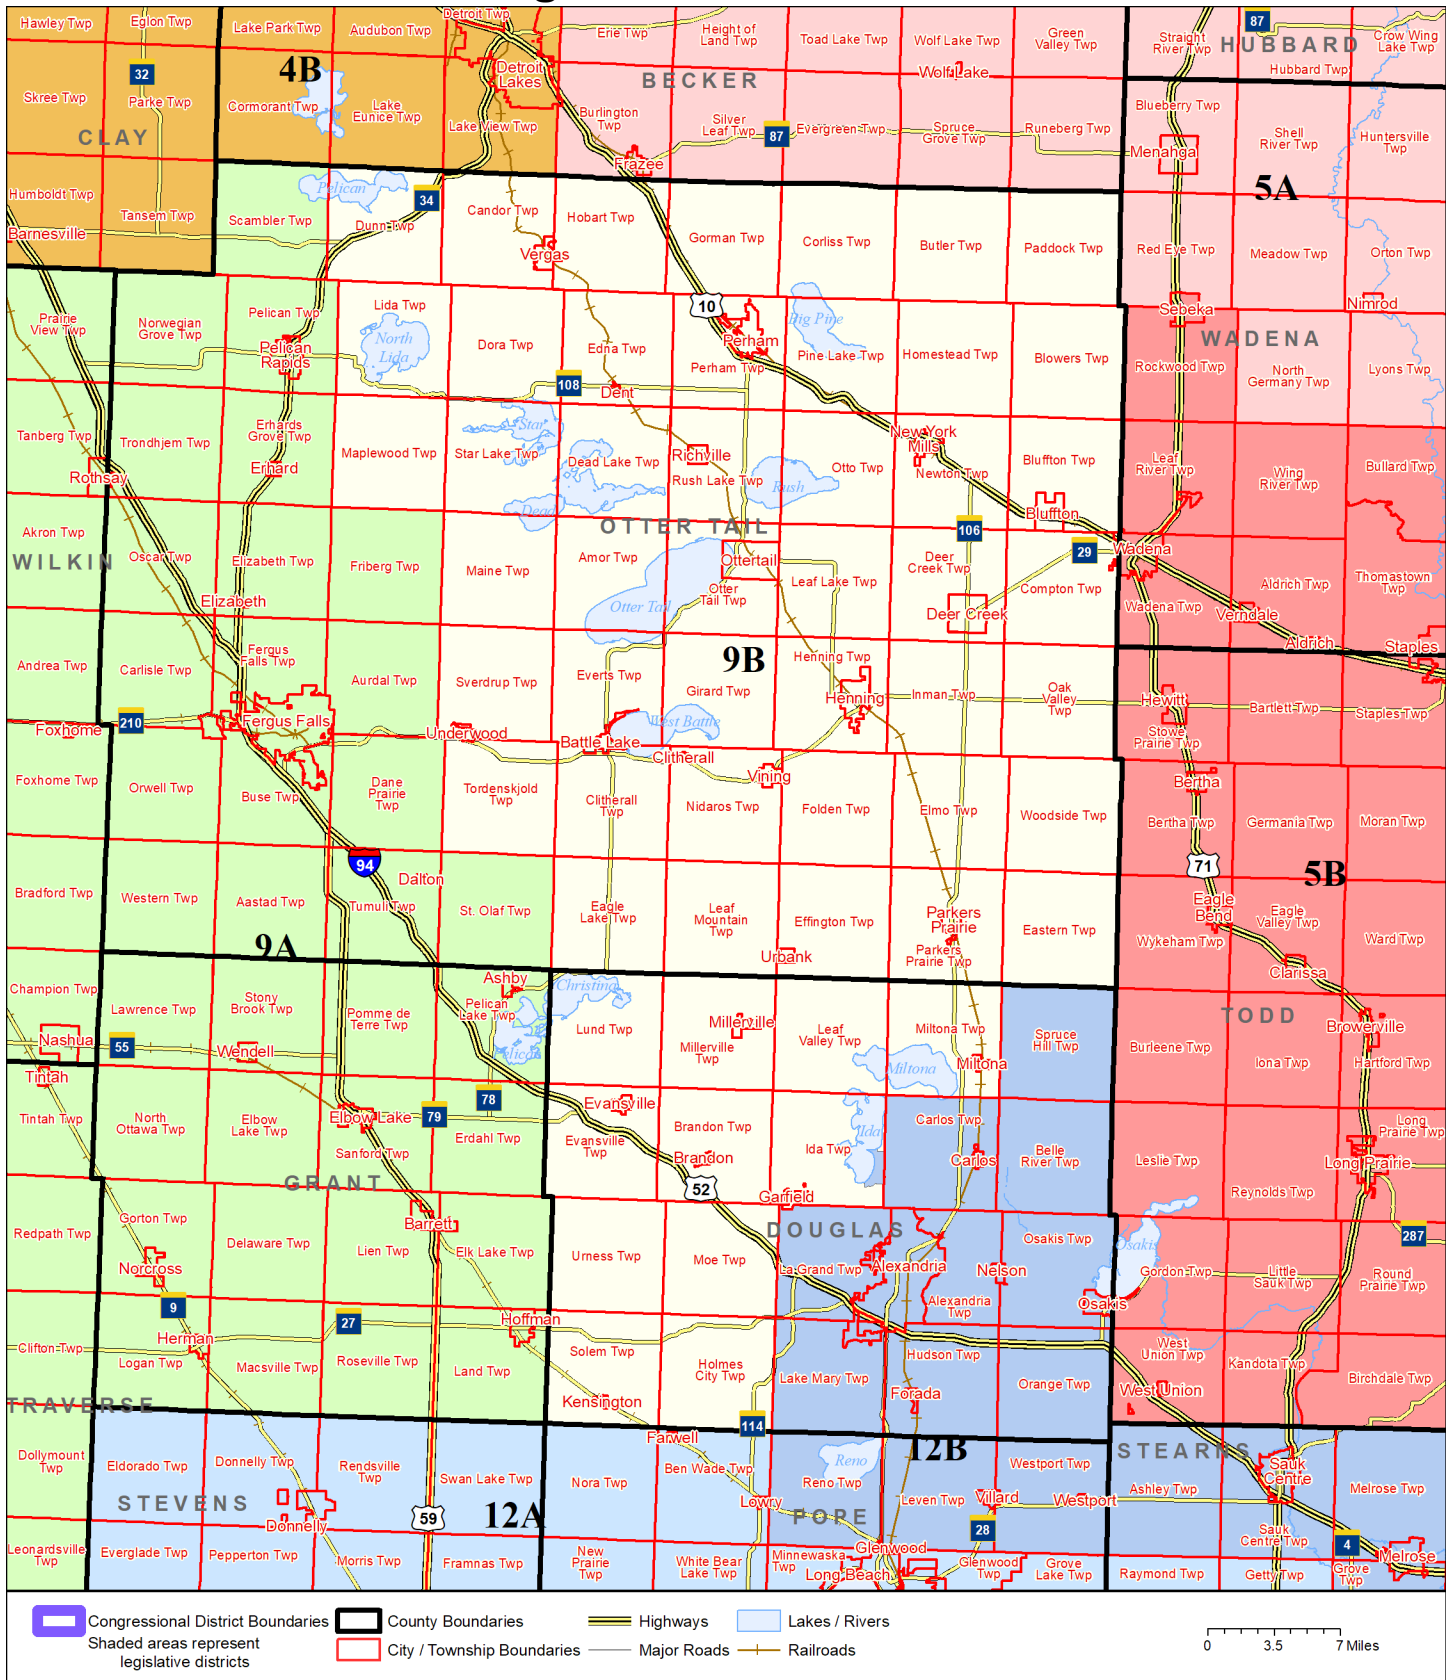 Hawley Twp
Eglon Twp
Lake Park Twp
Audubon Twp
Detroit Twp
Erie Twp
Height of
Land Twp
Toad Lake Twp
Wolf Lake Twp
Green
Valley Twp
Straight
River Twp
87
HUBBARD
Crow Wing
Lake Twp
Hubbard Twp
32
4B
Detroit
Lakes
BECKER
Wolf Lake
Skree Twp
Parke Twp
Cormorant Twp
Lake
Eunice Twp
Lake View Twp
Burlington
Twp
Silver
Leaf Twp
87
Evergreen Twp
Spruce
Grove Twp
Runeberg Twp
Blueberry Twp
Shell
River Twp
Huntersville
Twp
CLAY
Frazee
Menahga
5A
Humboldt Twp
Tansem Twp
Barnesville
Scambler Twp
Pelican
34
Dunn Twp
Candor Twp
Hobart Twp
Vergas
Gorman Twp
Corliss Twp
Butler Twp
Paddock Twp
Red Eye Twp
Meadow Twp
Orton Twp
Prairie
View Twp
Norwegian
Grove Twp
Pelican Twp
Lida Twp
10
Big Pine
Sebeka
Nimrod
Pelican
Rapids
North
Lida
Dora Twp
Edna Twp
Perham
Perham Twp
Pine Lake Twp
Homestead Twp
Blowers Twp
WADENA
Rockwood Twp
North
Germany Twp
Lyons Twp
108
Dent
Tanberg Twp
Trondhjem Twp
Erhards
Grove Twp
Maplewood Twp
Star
Star Lake Twp
Dead Lake Twp
Richville
Rush Lake Twp
Rush
Otto Twp
New York
Mills
Newton Twp
Bluffton Twp
Leaf
River Twp
Wing
River Twp
Bullard Twp
Rothsay
Erhard
Dead
OTTER TAIL
Bluffton
Akron Twp
WILKIN
Oscar Twp
Elizabeth Twp
Friberg Twp
Maine Twp
Amor Twp
Ottertail
Otter
Tail Twp
Otter Tail
Leaf Lake Twp
Deer
Creek Twp
106
29
Compton Twp
Wadena
Wadena Twp
Aldrich Twp
Thomastown
Twp
Elizabeth
Deer Creek
Verndale
Aldrich
Staples
Andrea Twp
Carlisle Twp
Fergus
Falls Twp
Aurdal Twp
Sverdrup Twp
Everts Twp
9B
Girard Twp
Henning Twp
Henning
Inman Twp
Oak
Valley
Twp
Hewitt
Bartlett Twp
Staples Twp
Foxhome
210
Fergus Falls
Underwood
Battle Lake
West Battle
Clitherall
Vining
Stowe
Prairie Twp
Foxhome Twp
Orwell Twp
Buse Twp
Dane
Prairie
Twp
Tordenskjold
Twp
Clitherall
Twp
Nidaros Twp
Folden Twp
Elmo Twp
Woodside Twp
Bertha
Bertha Twp
Germania Twp
Moran Twp
94
Dalton
71
5B
Bradford Twp
Western Twp
Aastad Twp
Tumuli Twp
St. Olaf Twp
Eagle
Lake Twp
Leaf
Mountain
Twp
Effington Twp
Parkers
Prairie
Parkers
Prairie Twp
Eastern Twp
Eagle
Bend
Eagle
Valley Twp
Wykeham Twp
Ward Twp
9A
Urbank
Clarissa
Champion Twp
Lawrence Twp
Stony
Brook Twp
Pomme de
Terre Twp
Ashby
Pelican
Lake Twp
Christina
Lund Twp
Millerville
Millerville
Twp
Leaf
Valley Twp
Miltona Twp
Spruce
Hill Twp
TODD
Browerville
Nashua
55
Wendell
Pelican
Miltona
Miltona
Burleene Twp
Iona Twp
Hartford Twp
Tintah
Tintah Twp
North
Ottawa Twp
Elbow
Lake Twp
Elbow Lake
79
78
Erdahl Twp
Evansville
Evansville
Twp
Brandon Twp
Ida
Ida Twp
Carlos Twp
Belle
River Twp
Long
Prairie Twp
Sanford Twp
Brandon
Carlos
Leslie Twp
Long Prairie
GRANT
52
Garfield
Reynolds Twp
Redpath Twp
Gorton Twp
Delaware Twp
Lien Twp
Barrett
Elk Lake Twp
Urness Twp
Moe Twp
DOUGLAS
La Grand Twp
Alexandria
Nelson
Osakis Twp
Osakis
Gordon Twp
Little
Sauk Twp
287
Round
Prairie Twp
Norcross
9
27
Hoffman
Alexandria
Twp
Osakis
Clifton Twp
Herman
Logan Twp
Macsville Twp
Roseville Twp
Land Twp
Solem Twp
Holmes
City Twp
Lake Mary Twp
Hudson Twp
Orange Twp
West
Union Twp
Kandota Twp
Birchdale Twp
TRAVERSE
Kensington
Forada
West Union
114
Farwell
12B
STEARNS
Dollymount
Twp
Eldorado Twp
Donnelly Twp
Rendsville
Twp
Swan Lake Twp
Nora Twp
Ben Wade Twp
Reno
Reno Twp
Westport Twp
Sauk
Centre
STEVENS
Donnelly
59
12A
Lowry
POPE
Leven Twp
Villard
Westport
Ashley Twp
Melrose Twp
28
Leonardsville
Twp
Everglade Twp
Pepperton Twp
Morris Twp
Framnas Twp
New
Prairie
Twp
White Bear
Lake Twp
Minnewaska
Twp
Long Beach
Glenwood
Glenwood
Twp
Grove
Lake Twp
Raymond Twp
Sauk
Centre Twp
Getty Twp
4
Grove
Twp
Melrose
Congressional District Boundaries
County Boundaries
Highways
Lakes / Rivers
Shaded areas represent
legislative districts
City / Township Boundaries
Major Roads
Railroads
0 3.5 7 Miles